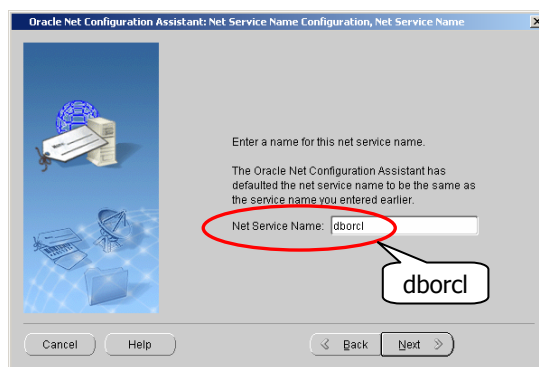 Oracle Net Configuration Assistant: Net Service Name Configuration, Net Service Name
Enter a name for this net service name.
The Oracle Net Configuration Assistant has
defaulted the net service name to be the same as
the service name you entered earlier.
Net Service Name: dborcl
dborcl
Cancel
Help
Back
Next